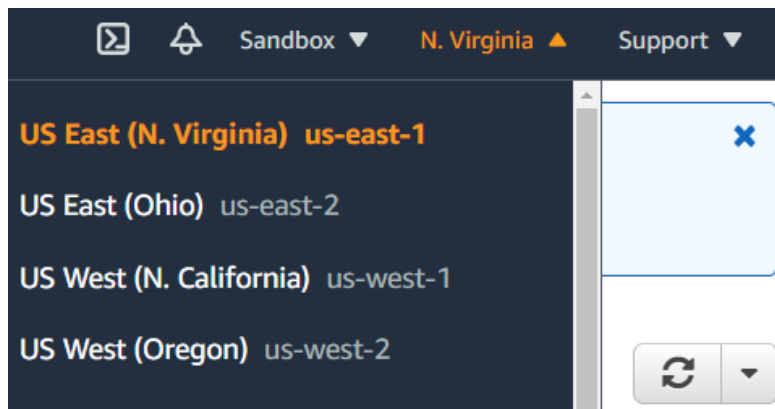 Sandbox ▼ N. Virginia ▲ Support ▼
US East (N. Virginia) us-east-1
US East (Ohio) us-east-2
US West (N. California) us-west-1
US West (Oregon) us-west-2